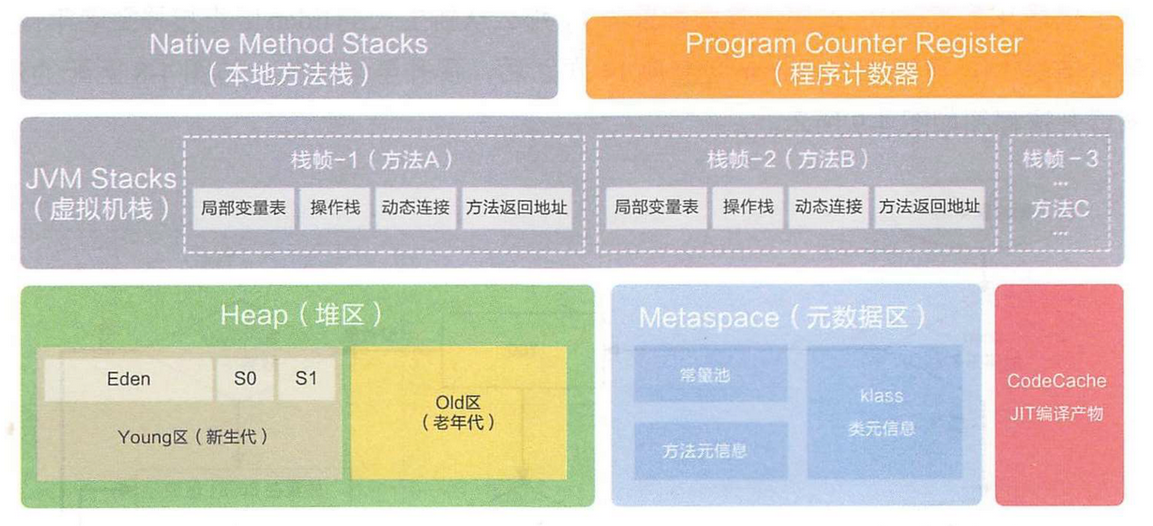 Native Method Stacks
（本地方法栈）
Program Counter Register
（程序计数器）
JVM Stacks
（虚拟机栈）
栈帧-1（方法A）
局部变量表
操作栈
动态连接
方法返回地址
栈帧-2（方法B）
局部变量表
操作栈
动态连接
方法返回地址
栈帧-3
...
方法C
...
Heap（堆区）
Eden
S0
S1
Young区（新生代）
Old区
（老年代）
Metaspace（元数据区）
常量池
方法元信息
klass
类元信息
CodeCache
JIT编译产物